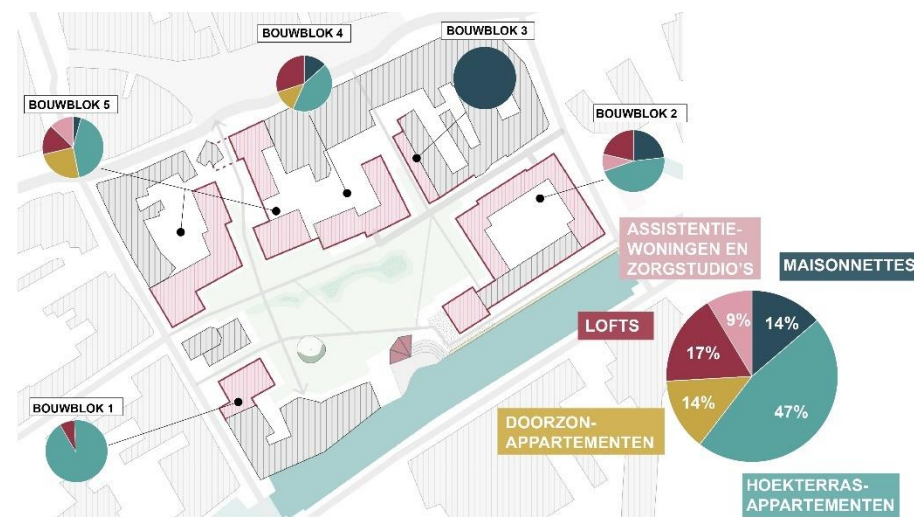 BOUWBLOK 4
BOUWBLOK 3
BOUWBLOK 5
BOUWBLOK 2
ASSISTENTIE-
WONINGEN EN
ZORGSTUDIO'S
MAISONNETTES
LOFTS
9%
14%
17%
14%
47%
DOORZON-
APPARTEMENTEN
BOUWBLOK 1
HOEKTERRAS-
APPARTEMENTEN